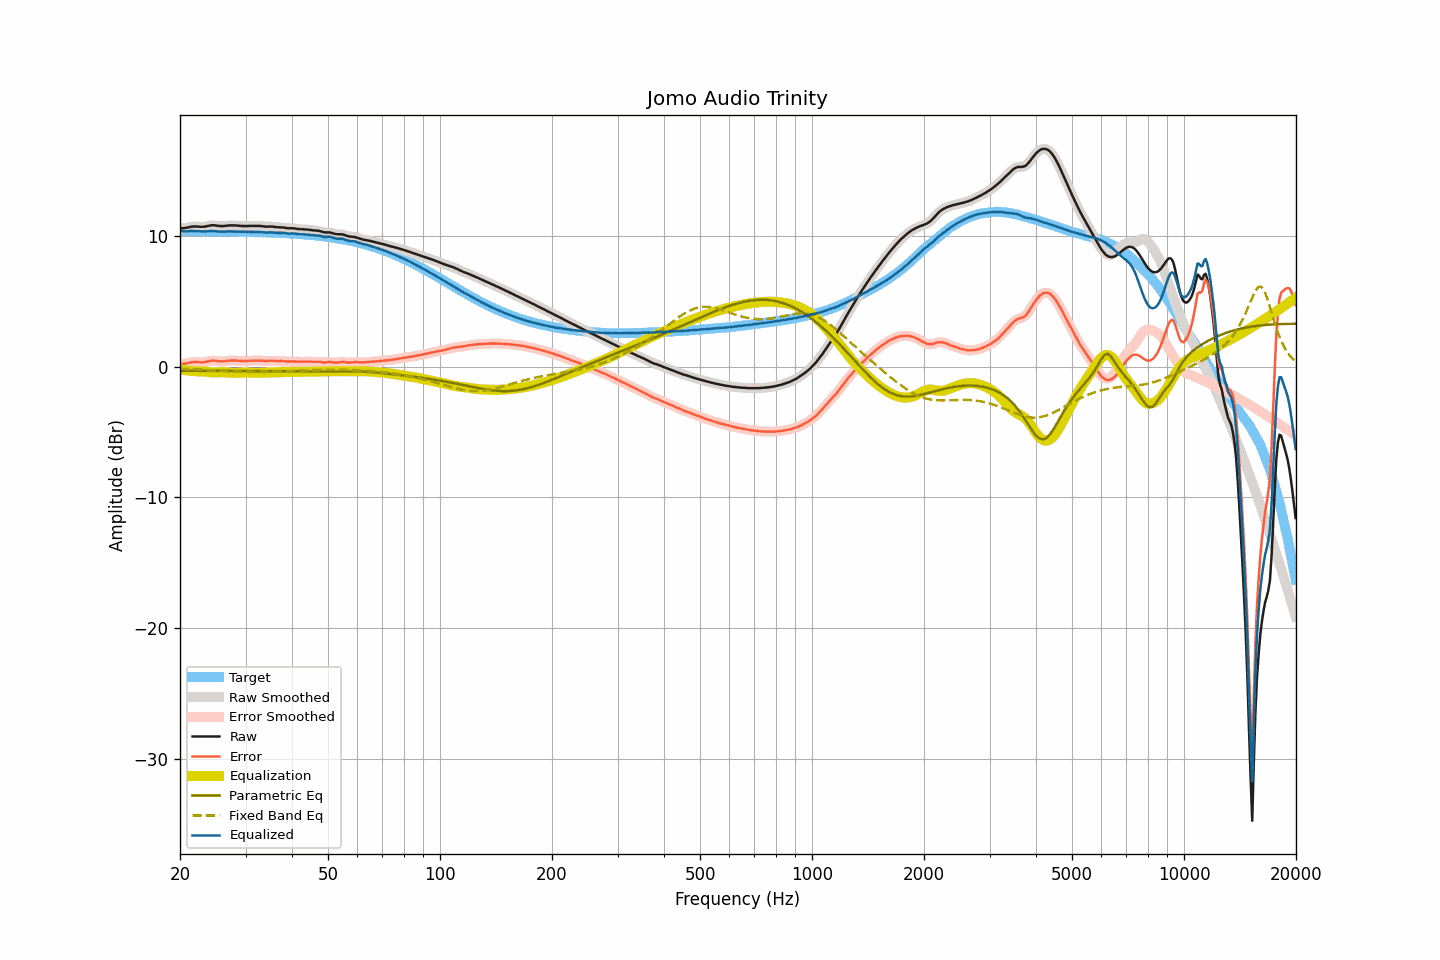 Jomo Audio Trinity
Amplitude (dBr)
10
0
−10
−20
−30
Target
Raw Smoothed
Error Smoothed
Raw
Error
Equalization
Parametric Eq
Fixed Band Eq
Equalized
20 50 100 200 500 1000 2000 5000 10000 20000
Frequency (Hz)